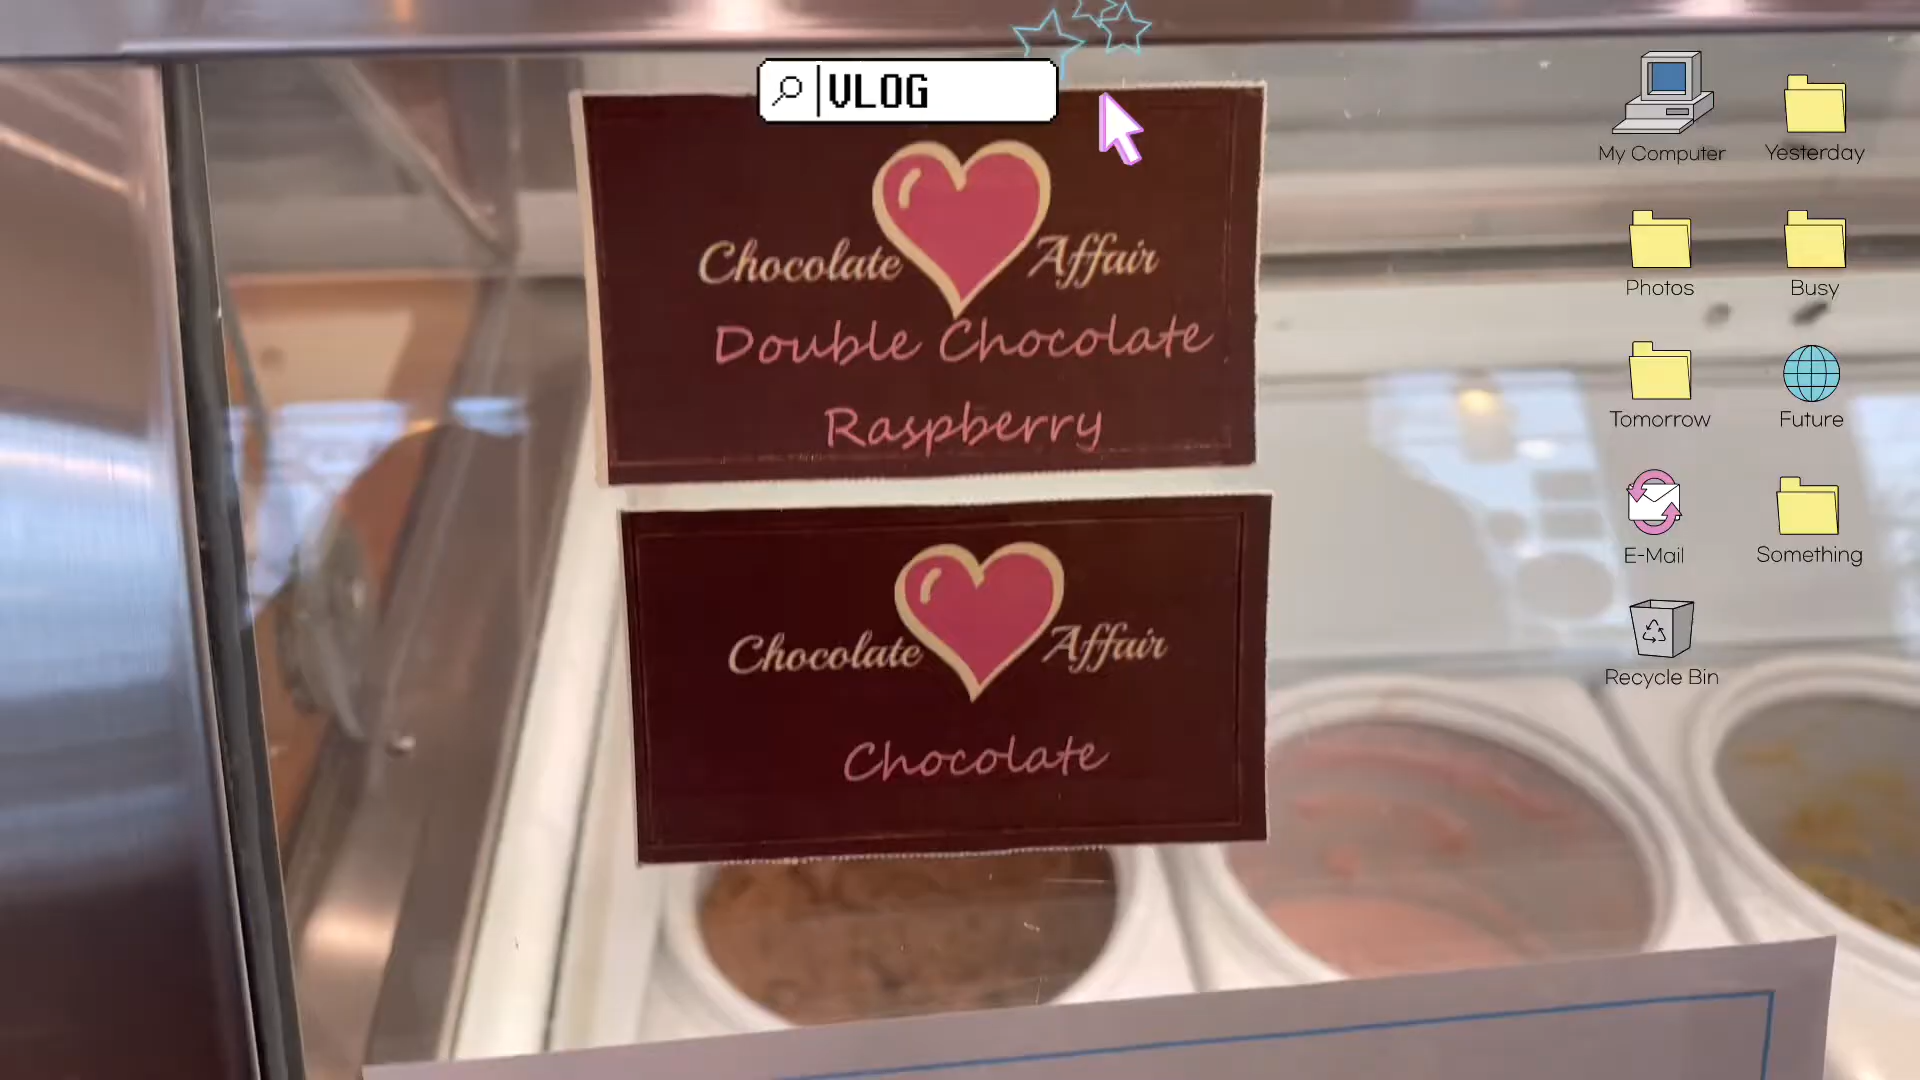 VLOG
Chocolate Affair
Double Chocolate
Raspberry
Chocolate Affair
Chocolate
My Computer
Yesterday
Photos
Busy
Tomorrow
Future
E-Mail
Something
Recycle Bin